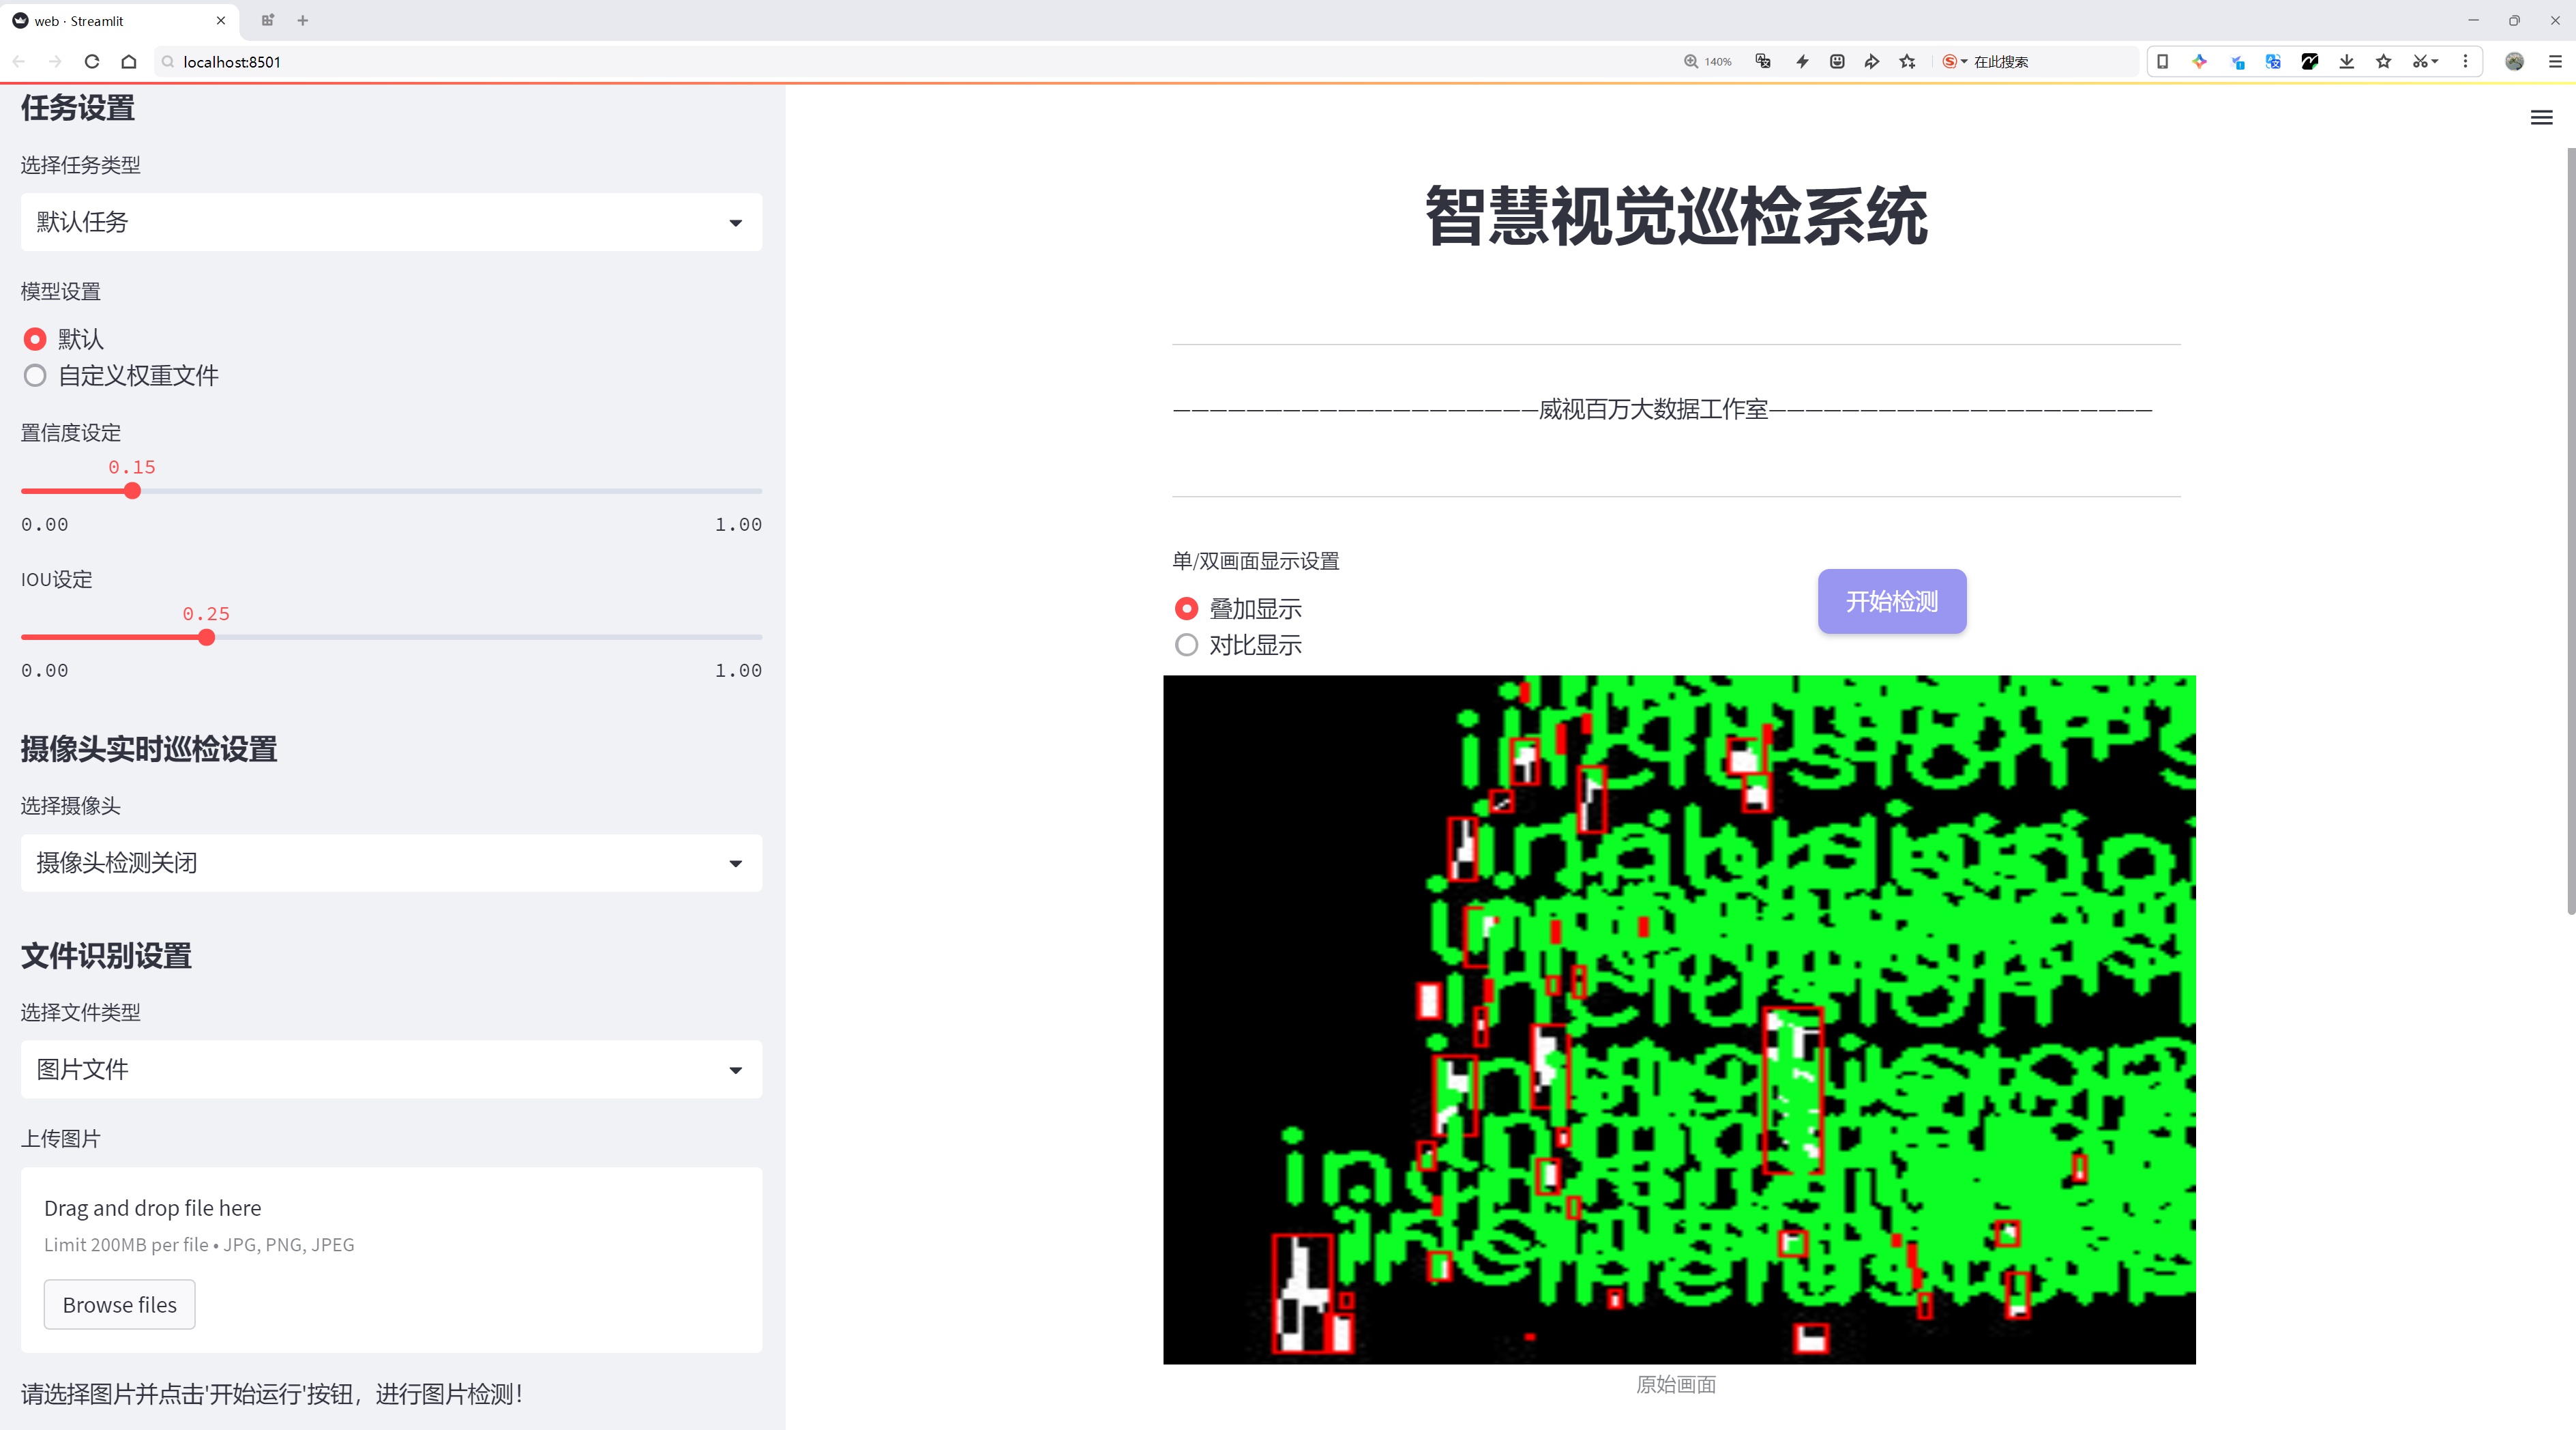 web · Streamlit
localhost:8501
140%
在此搜索
任务设置
选择任务类型
默认任务
模型设置
默认
自定义权重文件
置信度设定
0.15
0.00
1.00
IOU设定
0.25
0.00
1.00
摄像头实时巡检设置
选择摄像头
摄像头检测关闭
文件识别设置
选择文件类型
图片文件
上传图片
Drag and drop file here
Limit 200MB per file • JPG, PNG, JPEG
Browse files
请选择图片并点击'开始运行'按钮，进行图片检测！
智慧视觉巡检系统
————————————————————威视百万大数据工作室—————————————————————
单/双画面显示设置
叠加显示
对比显示
开始检测
原始画面